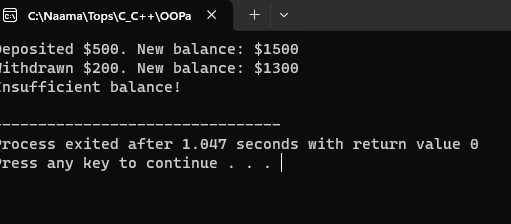 C:\Naama\Tops\C_C++\OOPa
Deposited $500. New balance: $1500
Withdrawn $200. New balance: $1300
Insufficient balance!
--------------------------------
Process exited after 1.047 seconds with return value 0
Press any key to continue . . .